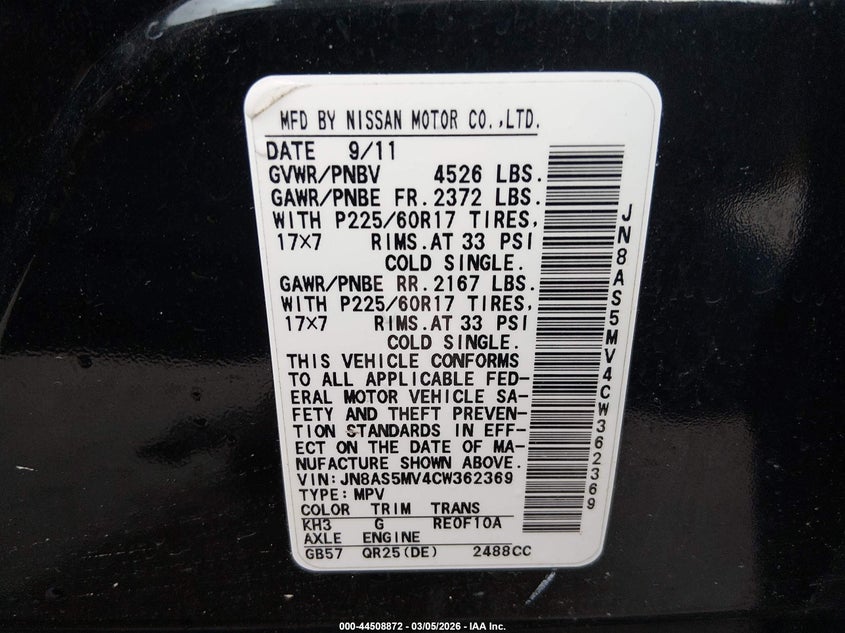 MFD BY NISSAN MOTOR CO.,LTD.
DATE 9/11
GVWR/PNBV 4526 LBS.
GAWR/PNBE FR.2372 LBS.
WITH P225/60R17 TIRES,
17×7 RIMS.AT 33 PSI
COLD SINGLE.
GAWR/PNBE RR.2167 LBS.
WITH P225/60R17 TIRES,
17×7 RIMS.AT 33 PSI
COLD SINGLE.
THIS VEHICLE CONFORMS
TO ALL APPLICABLE FED-
ERAL MOTOR VEHICLE SA-
FETY AND THEFT PREVEN-
TION STANDARDS IN EFF-
ECT ON THE DATE OF MA-
NUFACTURE SHOWN ABOVE.
VIN:JN8AS5MV4CW362369
TYPE:MPV
COLOR TRIM TRANS
KH3 G RE0F10A
AXLE ENGINE
GB57 QR25(DE) 2488CC
JN8AS5MV4CW362369
000-44508872 - 03/05/2026 - IAA Inc.